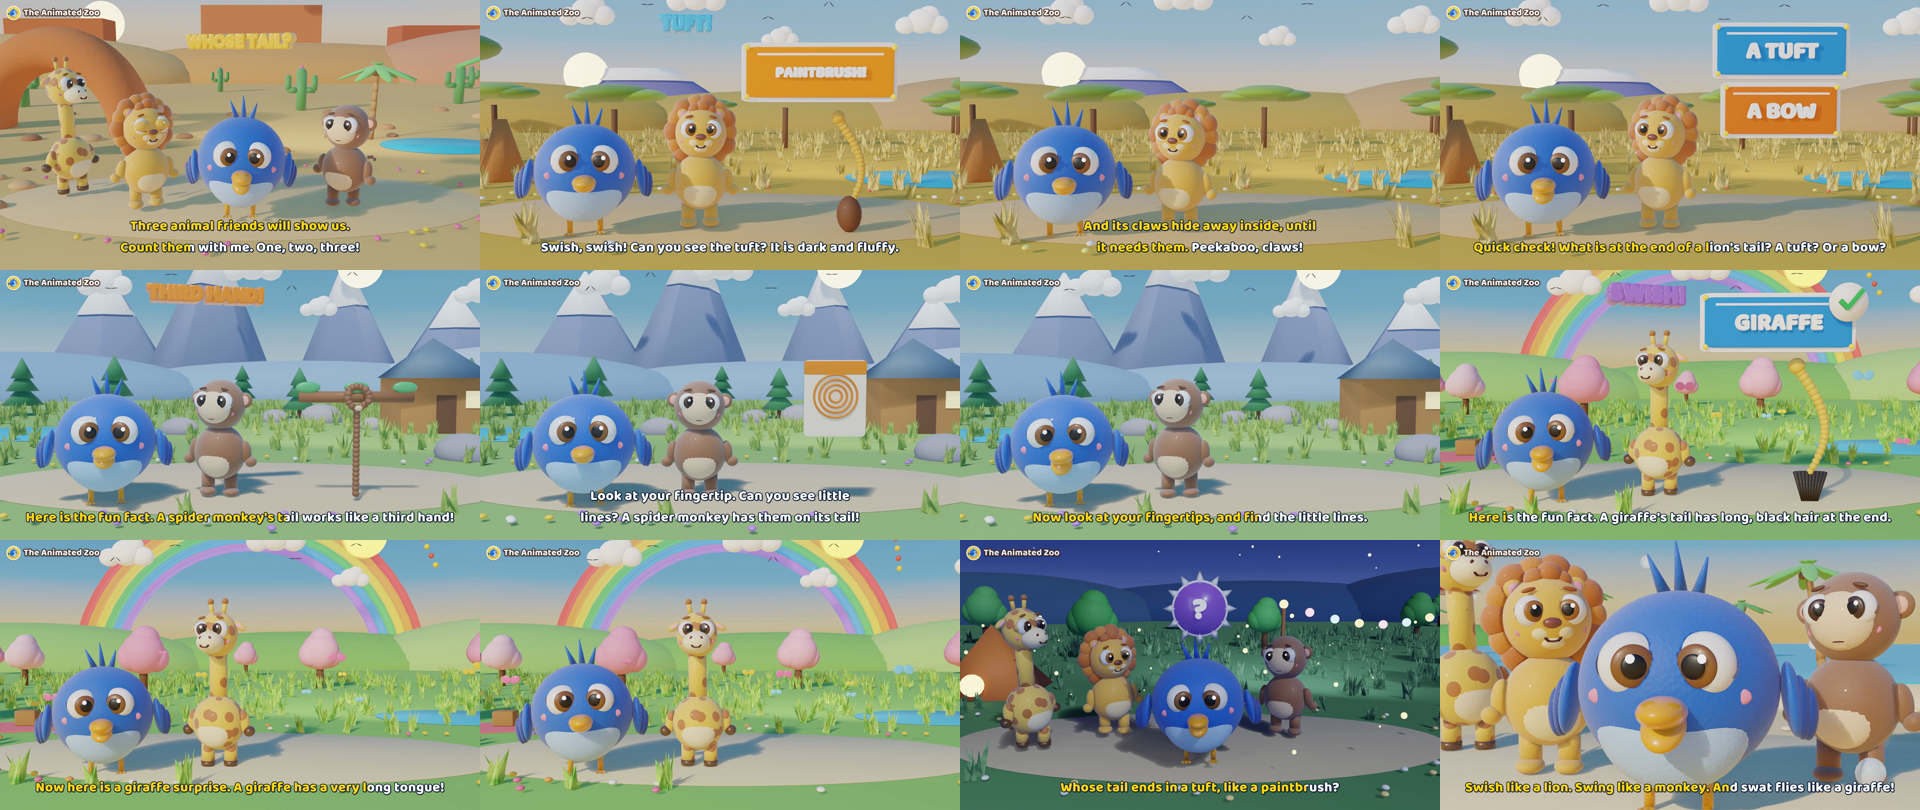 The Animated Zoo
WHOSE TAIL?
Three animal friends will show us.
Count them with me. One, two, three!
The Animated Zoo
TUFT!
PAINTBRUSH!
Swish, swish! Can you see the tuft? It is dark and fluffy.
The Animated Zoo
And its claws hide away inside, until
it needs them. Peekaboo, claws!
The Animated Zoo
A TUFT
A BOW
Quick check! What is at the end of a lion's tail? A tuft? Or a bow?
The Animated Zoo
THIRD HAND!
Here is the fun fact. A spider monkey's tail works like a third hand!
The Animated Zoo
Look at your fingertip. Can you see little
lines? A spider monkey has them on its tail!
The Animated Zoo
Now look at your fingertips, and find the little lines.
The Animated Zoo
SWISH!
GIRAFFE
Here is the fun fact. A giraffe's tail has long, black hair at the end.
The Animated Zoo
Now here is a giraffe surprise. A giraffe has a very long tongue!
The Animated Zoo
The Animated Zoo
?
Whose tail ends in a tuft, like a paintbrush?
The Animated Zoo
Swish like a lion. Swing like a monkey. And swat flies like a giraffe!